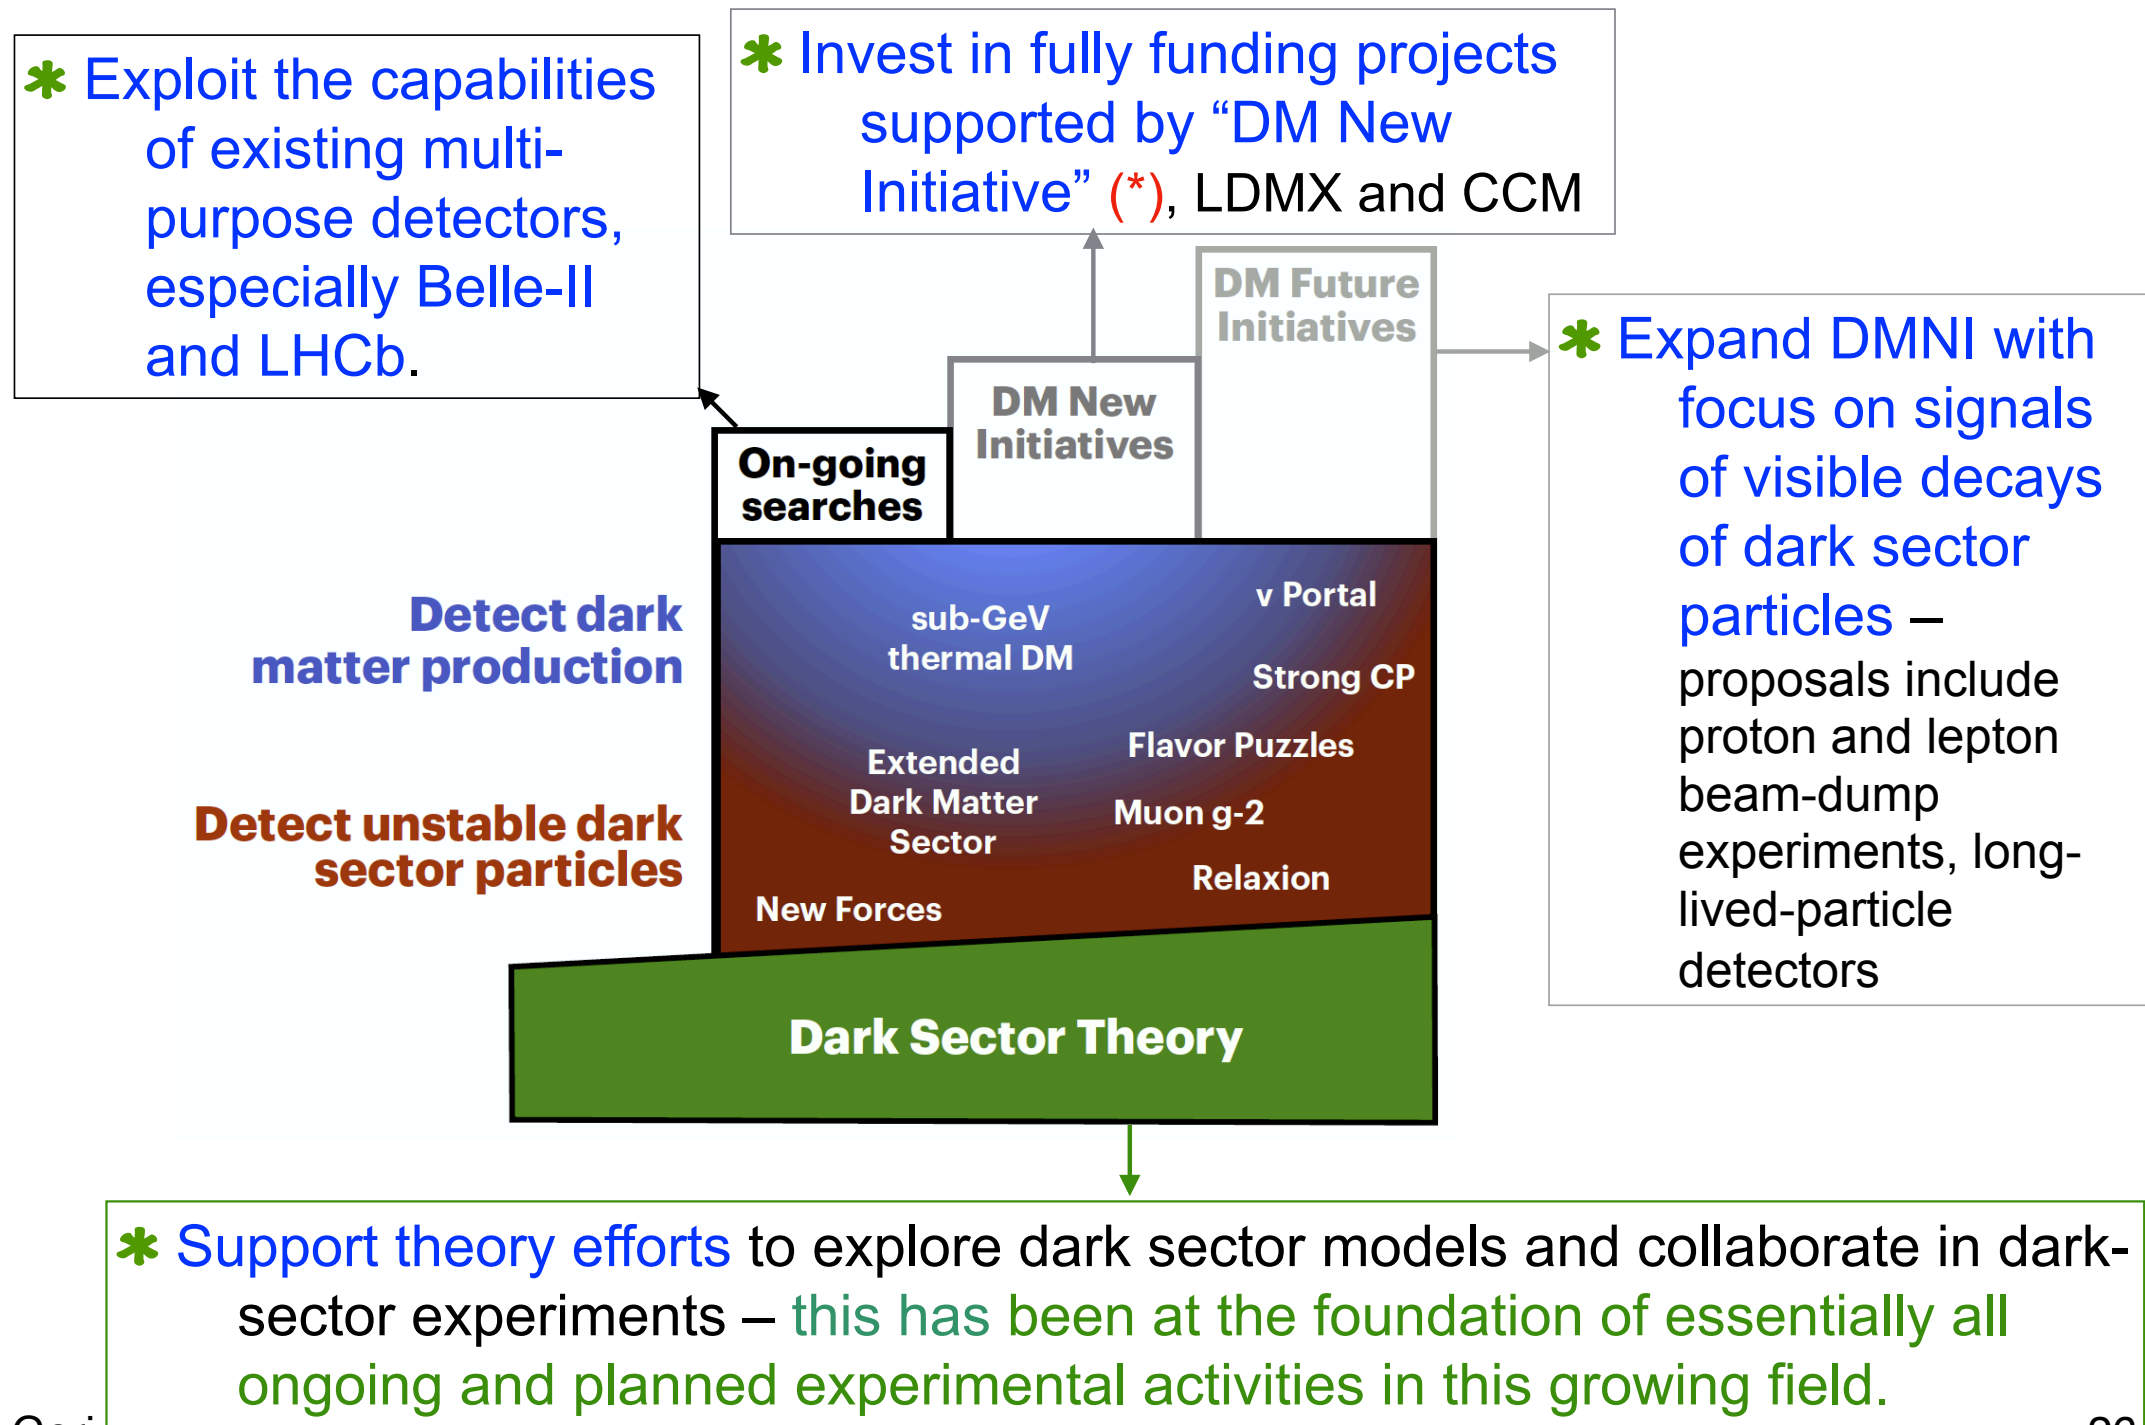 ✱ Exploit the capabilities
of existing multi-
purpose detectors,
especially Belle-II
and LHCb.
✱ Invest in fully funding projects
supported by “DM New
Initiative” (*), LDMX and CCM
DM Future
Initiatives
DM New
Initiatives
On-going
searches
✱ Expand DMNI with
focus on signals
of visible decays
of dark sector
particles –
proposals include
proton and lepton
beam-dump
experiments, long-
lived-particle
detectors
Detect dark
matter production
Detect unstable dark
sector particles
sub-GeV
thermal DM
v Portal
Strong CP
Flavor Puzzles
Extended
Dark Matter
Sector
Muon g-2
Relaxion
New Forces
Dark Sector Theory
✱ Support theory efforts to explore dark sector models and collaborate in dark-
sector experiments – this has been at the foundation of essentially all
ongoing and planned experimental activities in this growing field.